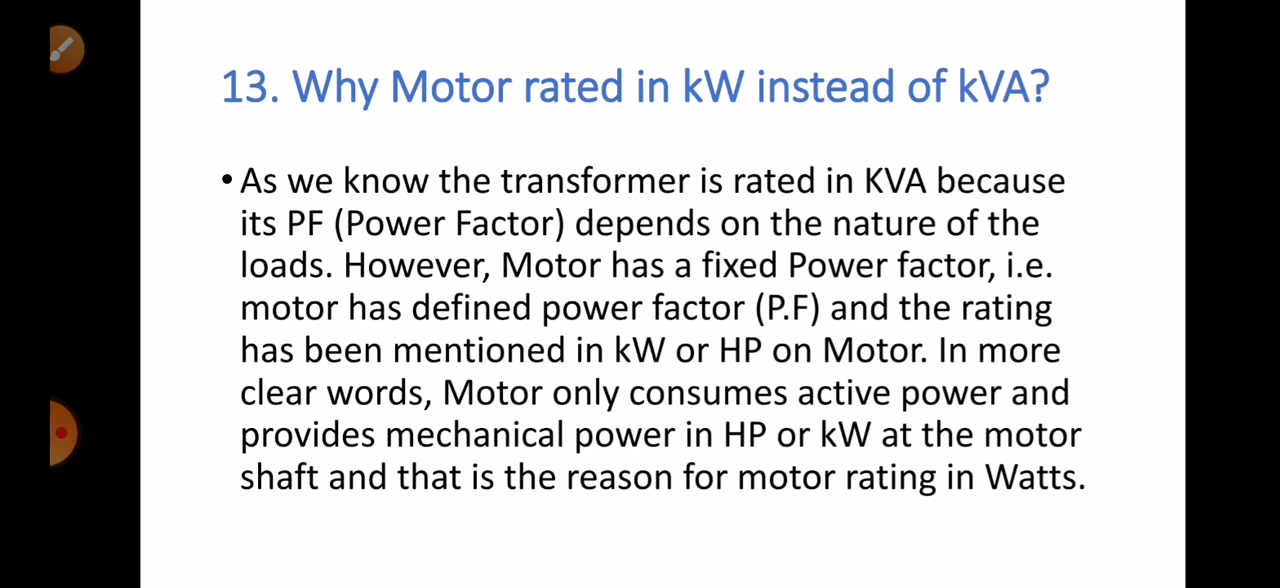 13. Why Motor rated in kW instead of kVA?
• As we know the transformer is rated in KVA because
its PF (Power Factor) depends on the nature of the
loads. However, Motor has a fixed Power factor, i.e.
motor has defined power factor (P.F) and the rating
has been mentioned in kW or HP on Motor. In more
clear words, Motor only consumes active power and
provides mechanical power in HP or kW at the motor
shaft and that is the reason for motor rating in Watts.